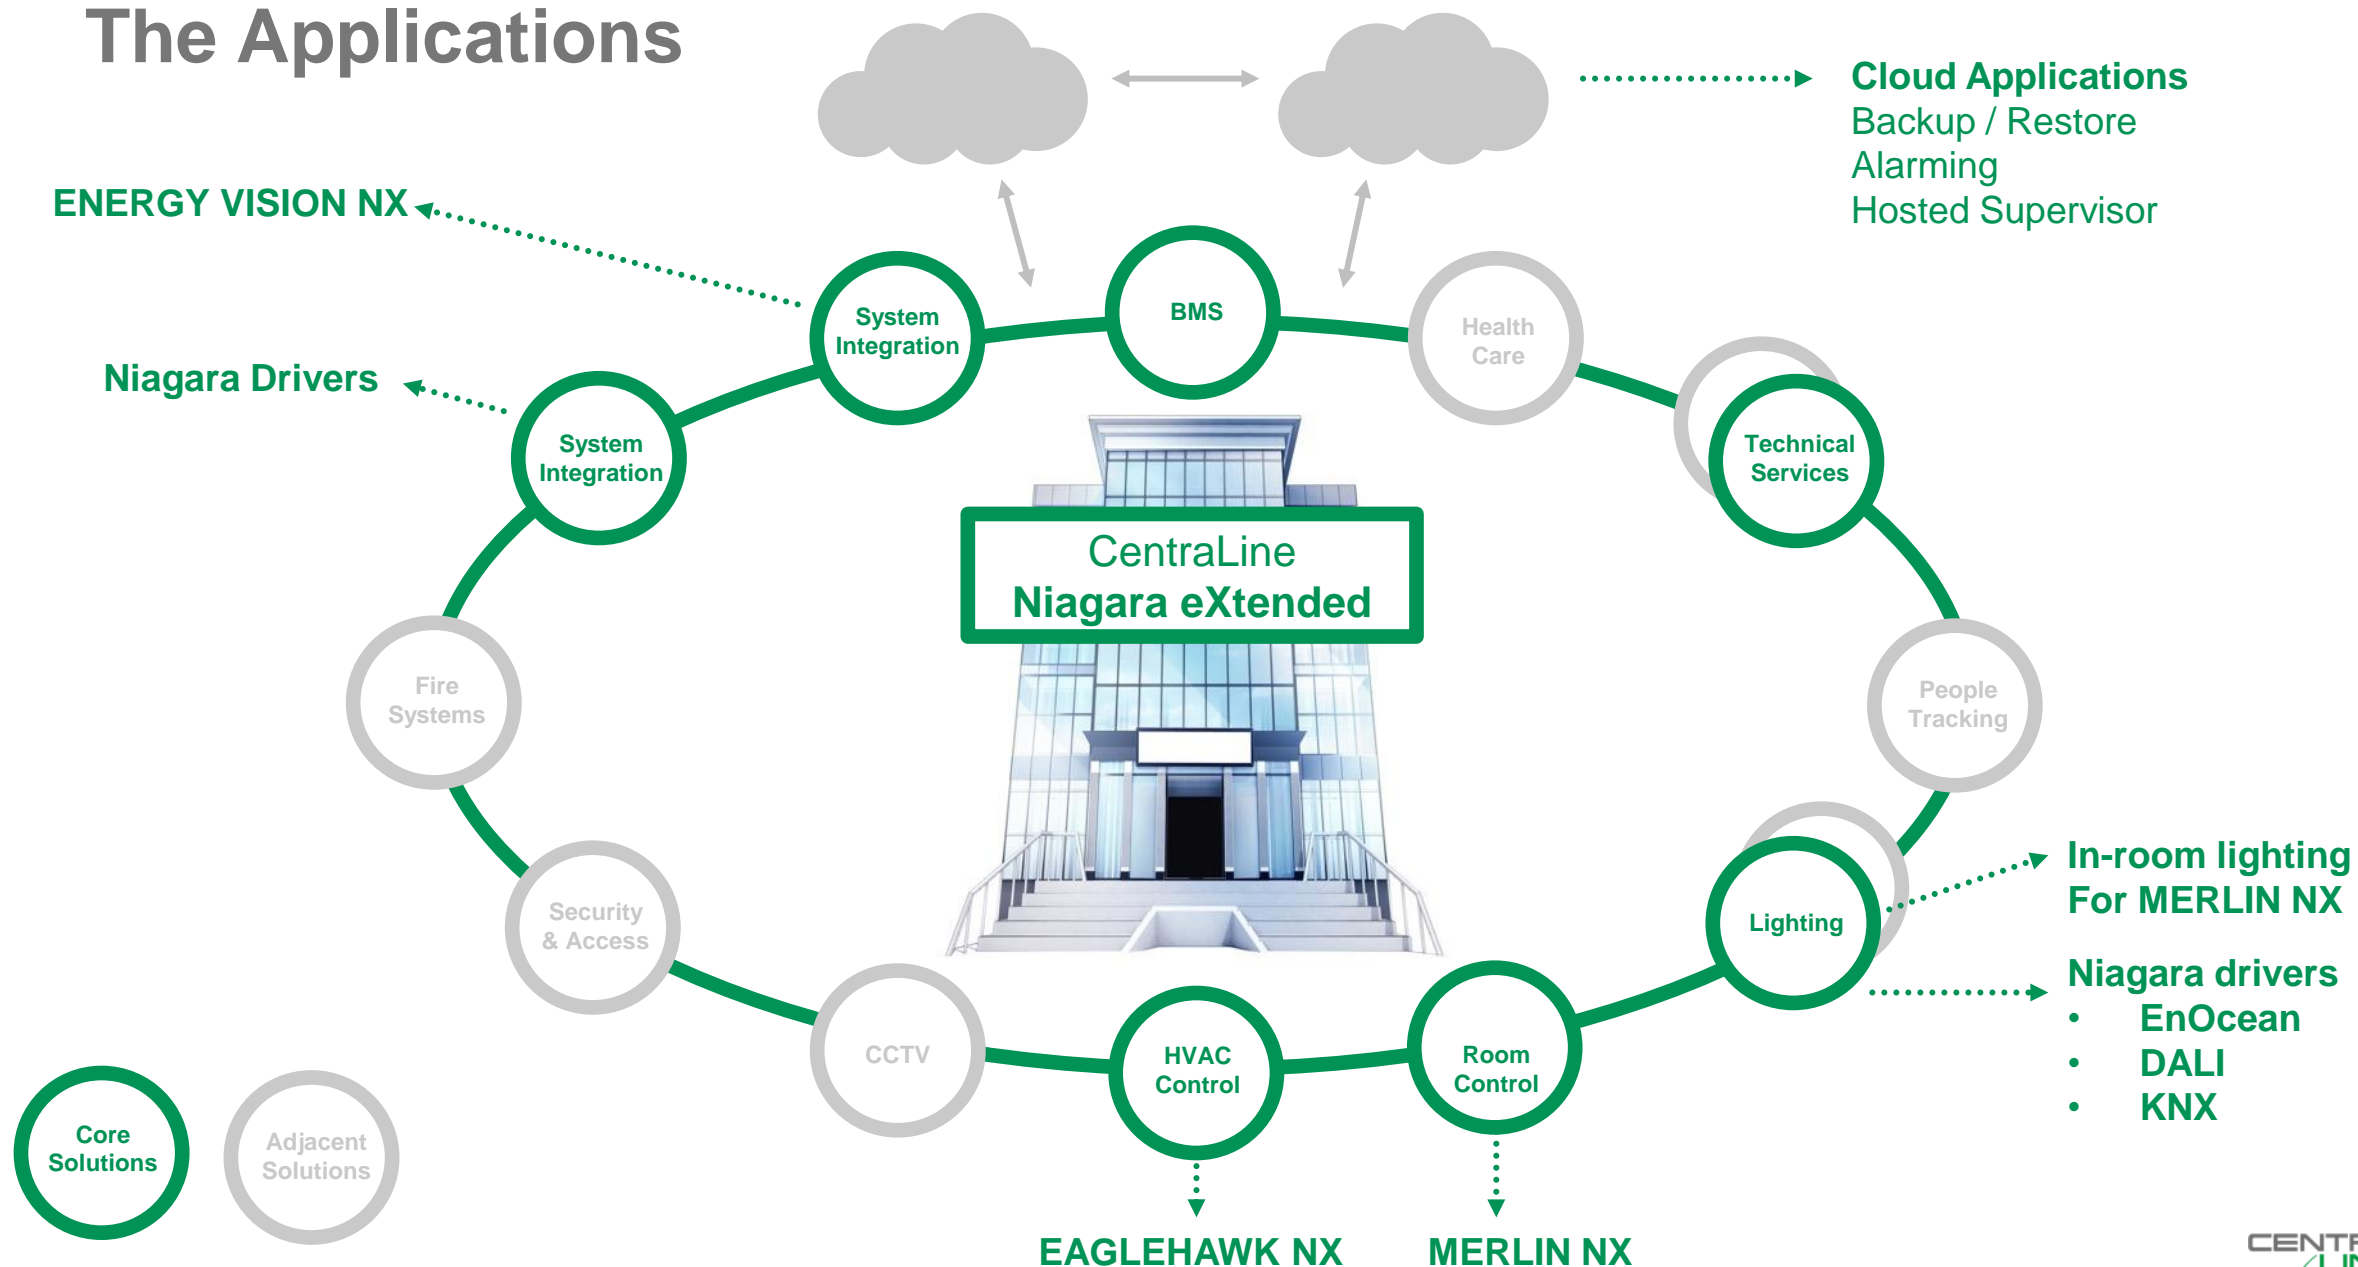 The Applications
Cloud Applications
Backup / Restore
Alarming
Hosted Supervisor
ENERGY VISION NX
System
Integration
BMS
Health
Care
Niagara Drivers
System
Integration
Technical
Services
CentraLine
Niagara eXtended
Fire
Systems
People
Tracking
In-room lighting
For MERLIN NX
Security
& Access
Lighting
Niagara drivers
• EnOcean
• DALI
• KNX
CCTV
HVAC
Control
Room
Control
Core
Solutions
Adjacent
Solutions
EAGLEHAWK NX
MERLIN NX